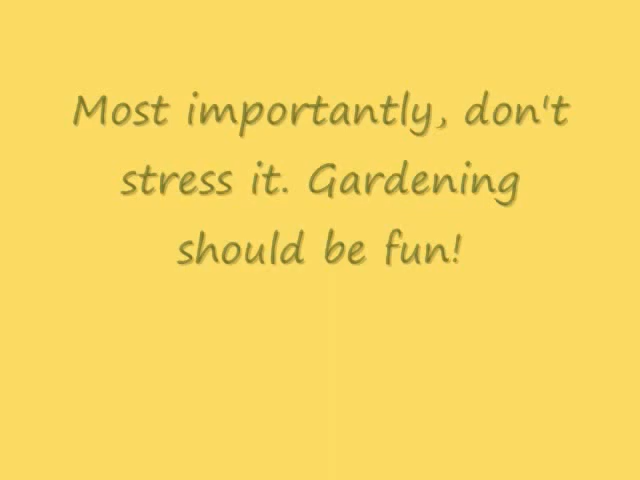 Most importantly, don't
stress it. Gardening
should be fun!